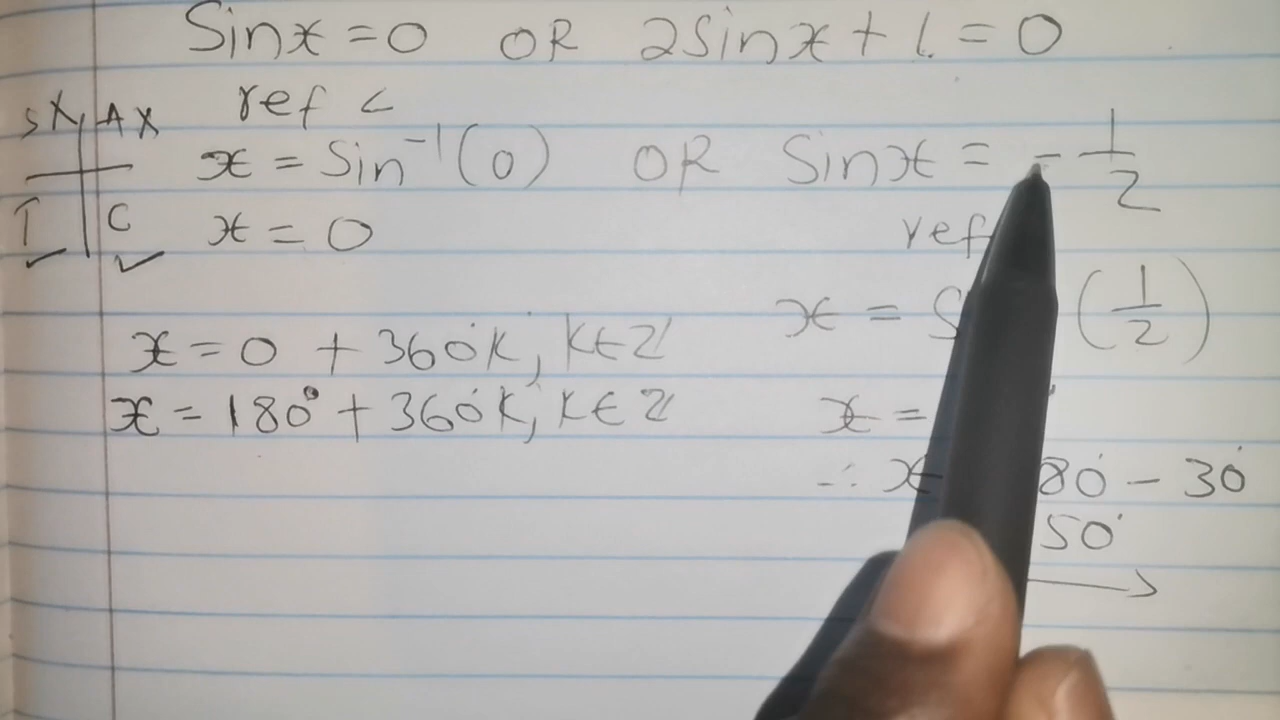 Sinx = 0 OR 2Sinx + 1 = 0
ref <
S X A X
T C
✓ ✓
x = Sin⁻¹(0) OR Sinx = - 1/2
x = 0
ref
x = S (1/2)
x = 0 + 360°K, K∈Z
x = 180° + 360°K, K∈Z
x =
∴ x 80° - 30°
50°
→